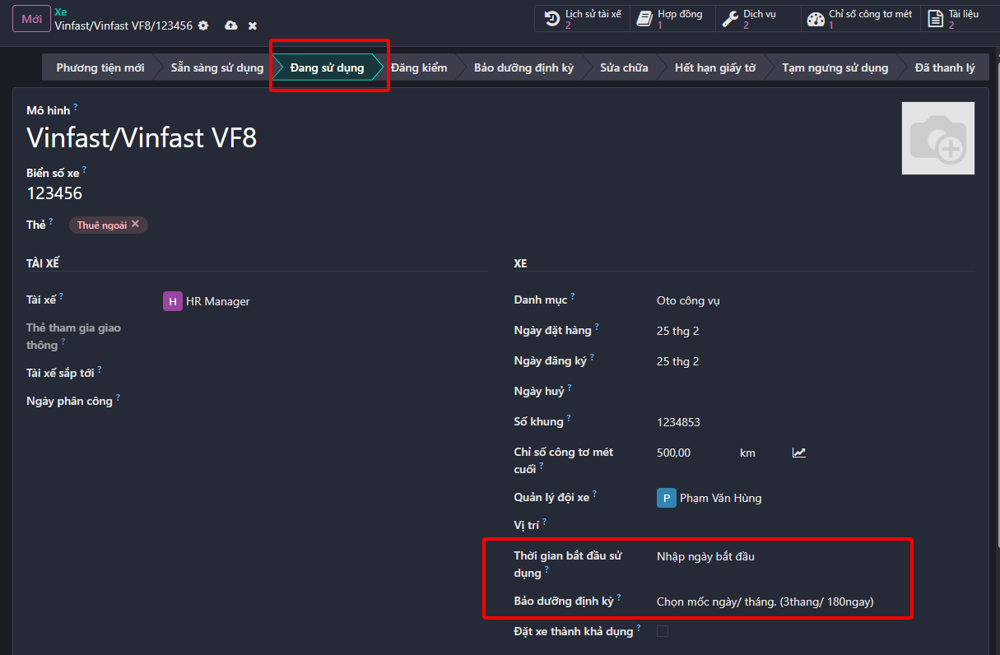 Mới
Xe
Vinfast/Vinfast VF8/123456
Lịch sử tài xế
2
Hợp đồng
1
Dịch vụ
2
Chỉ số công tơ mét
1
Tài liệu
2
Phương tiện mới
Sẵn sàng sử dụng
Đang sử dụng
Đăng kiểm
Bảo dưỡng định kỳ
Sửa chữa
Hết hạn giấy tờ
Tạm ngưng sử dụng
Đã thanh lý
Mô hình ?
Vinfast/Vinfast VF8
Biển số xe ?
123456
Thẻ ? Thuê ngoài
TÀI XẾ
Tài xế ? H HR Manager
Thẻ tham gia giao
thông ?
Tài xế sắp tới ?
Ngày phân công ?
XE
Danh mục ? Oto công vụ
Ngày đặt hàng ? 25 thg 2
Ngày đăng ký ? 25 thg 2
Ngày huỷ ?
Số khung ? 1234853
Chỉ số công tơ mét
cuối ? 500,00 km
Quản lý đội xe ? P Phạm Văn Hùng
Vị trí ?
Thời gian bắt đầu sử
dụng ? Nhập ngày bắt đầu
Bảo dưỡng định kỳ ? Chọn mốc ngày/ tháng. (3thang/ 180ngay)
Đặt xe thành khả dụng ?